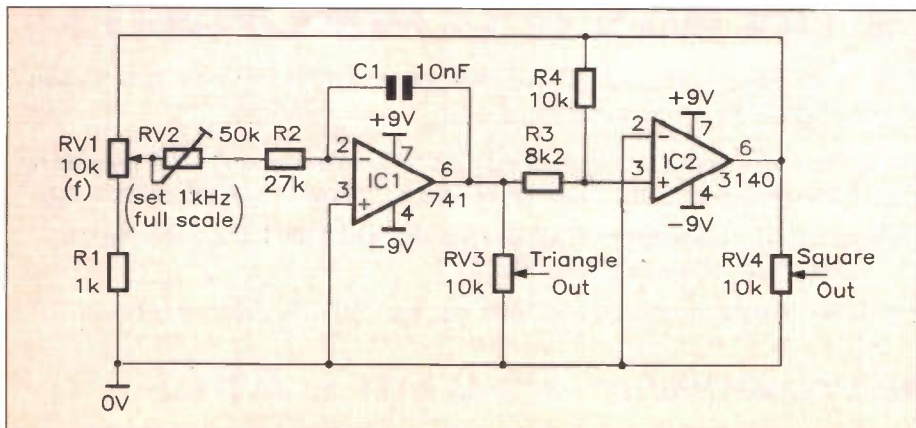 C1
10nF
R4
10k
+9V
+9V
RV1
10k
(f)
RV2
50k
R2
27k
R3
8k2
2
−
3
+
7
IC1
6
741
4
−9V
2
−
3
+
7
IC2
6
3140
4
−9V
(set 1kHz
full scale)
R1
1k
RV3
10k
Triangle
Out
RV4
10k
Square
Out
0V